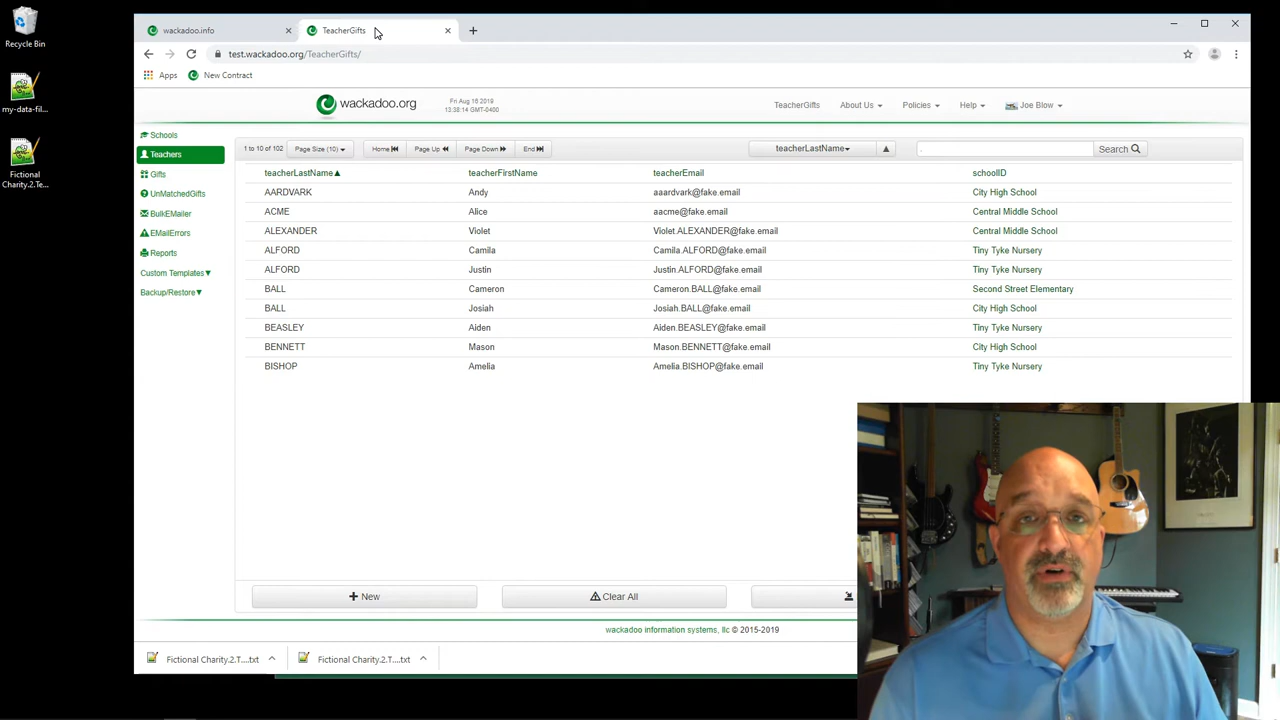 Recycle Bin
my-data-fil...
Fictional
Charity.2.Te...
wackadoo.info
TeacherGifts
test.wackadoo.org/TeacherGifts/
Apps
New Contract
wackadoo.org
Fri Aug 16 2019
13:38:14 GMT-0400
TeacherGifts
About Us
Policies
Help
Joe Blow
Schools
Teachers
Gifts
UnMatchedGifts
BulkEMailer
EMailErrors
Reports
Custom Templates▼
Backup/Restore▼
1 to 10 of 102 Page Size (10) Home Page Up Page Down End teacherLastName Search
teacherLastName▲ teacherFirstName teacherEmail schoolID
AARDVARK Andy aaardvark@fake.email City High School
ACME Alice aacme@fake.email Central Middle School
ALEXANDER Violet Violet.ALEXANDER@fake.email Central Middle School
ALFORD Camila Camila.ALFORD@fake.email Tiny Tyke Nursery
ALFORD Justin Justin.ALFORD@fake.email Tiny Tyke Nursery
BALL Cameron Cameron.BALL@fake.email Second Street Elementary
BALL Josiah Josiah.BALL@fake.email City High School
BEASLEY Aiden Aiden.BEASLEY@fake.email Tiny Tyke Nursery
BENNETT Mason Mason.BENNETT@fake.email City High School
BISHOP Amelia Amelia.BISHOP@fake.email Tiny Tyke Nursery
New
Clear All
wackadoo information systems, llc © 2015-2019
Fictional Charity.2.T....txt
Fictional Charity.2.T....txt